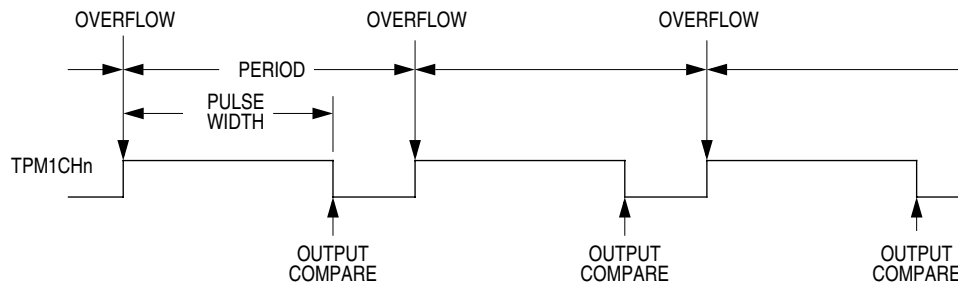 OVERFLOW
OVERFLOW
OVERFLOW
PERIOD
PULSE
WIDTH
TPM1CHn
OUTPUT
COMPARE
OUTPUT
COMPARE
OUTPUT
COMPARE